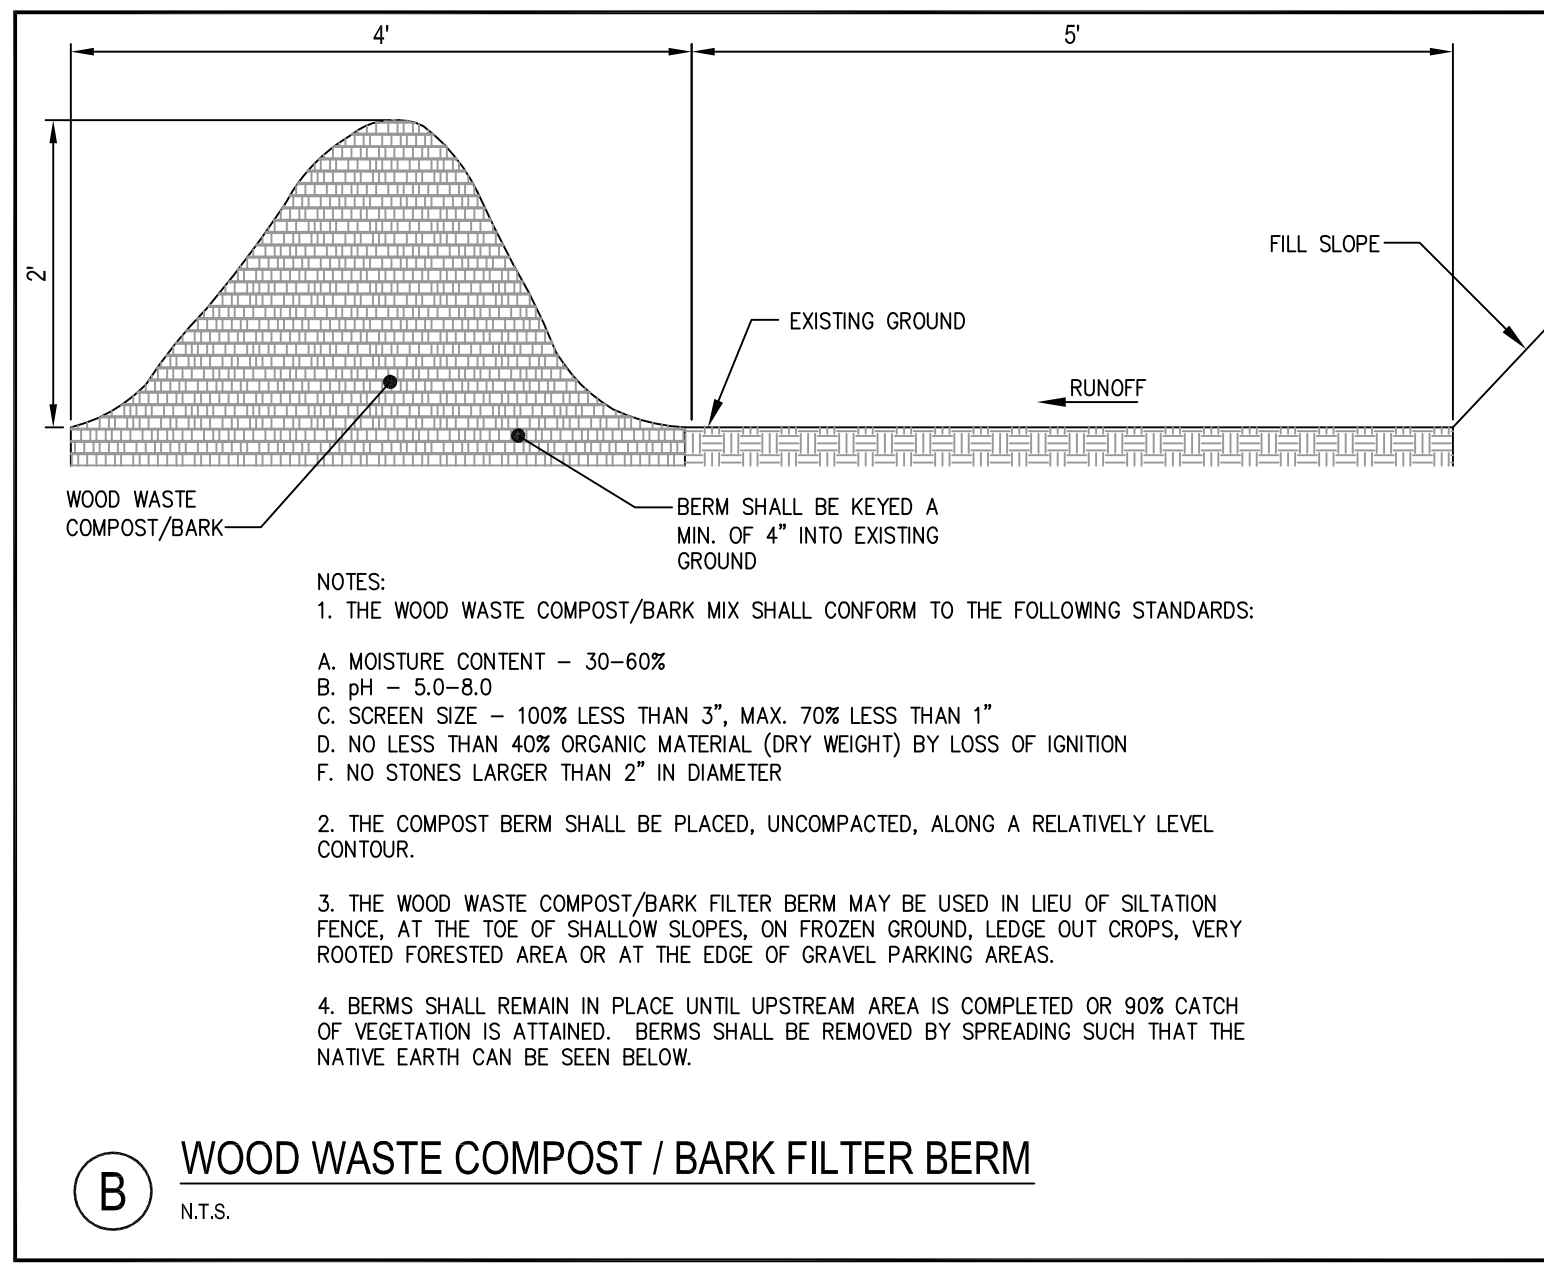 4'
5'
2'
FILL SLOPE
EXISTING GROUND
RUNOFF
WOOD WASTE
COMPOST/BARK
BERM SHALL BE KEYED A
MIN. OF 4" INTO EXISTING
GROUND
NOTES:
1. THE WOOD WASTE COMPOST/BARK MIX SHALL CONFORM TO THE FOLLOWING STANDARDS:
A. MOISTURE CONTENT – 30–60%
B. pH – 5.0–8.0
C. SCREEN SIZE – 100% LESS THAN 3", MAX. 70% LESS THAN 1"
D. NO LESS THAN 40% ORGANIC MATERIAL (DRY WEIGHT) BY LOSS OF IGNITION
F. NO STONES LARGER THAN 2" IN DIAMETER
2. THE COMPOST BERM SHALL BE PLACED, UNCOMPACTED, ALONG A RELATIVELY LEVEL
CONTOUR.
3. THE WOOD WASTE COMPOST/BARK FILTER BERM MAY BE USED IN LIEU OF SILTATION
FENCE, AT THE TOE OF SHALLOW SLOPES, ON FROZEN GROUND, LEDGE OUT CROPS, VERY
ROOTED FORESTED AREA OR AT THE EDGE OF GRAVEL PARKING AREAS.
4. BERMS SHALL REMAIN IN PLACE UNTIL UPSTREAM AREA IS COMPLETED OR 90% CATCH
OF VEGETATION IS ATTAINED. BERMS SHALL BE REMOVED BY SPREADING SUCH THAT THE
NATIVE EARTH CAN BE SEEN BELOW.
B
WOOD WASTE COMPOST / BARK FILTER BERM
N.T.S.